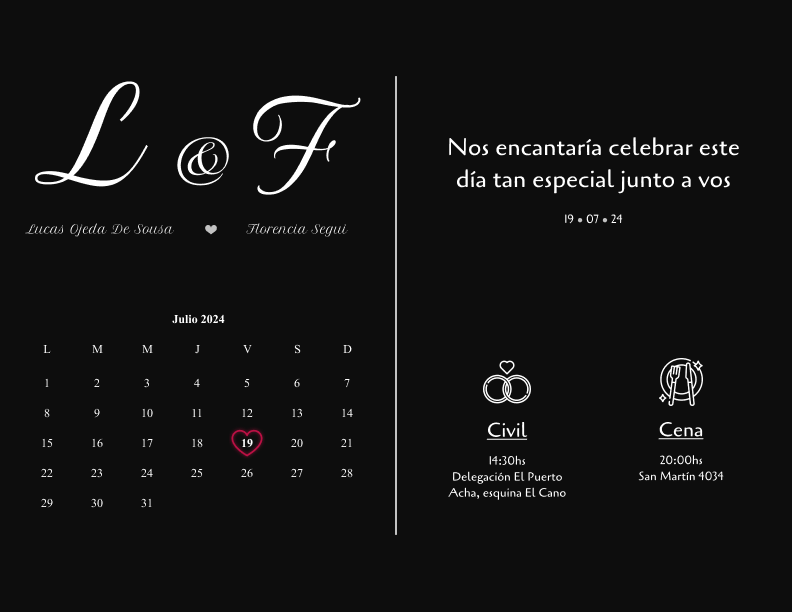 L & F
Lucas Ojeda De Sousa Florencia Segui
Julio 2024
L M M J V S D
1 2 3 4 5 6 7
8 9 10 11 12 13 14
15 16 17 18 19 20 21
22 23 24 25 26 27 28
29 30 31
Nos encantaría celebrar este
día tan especial junto a vos
19 • 07 • 24
Civil
14:30hs
Delegación El Puerto
Acha, esquina El Cano
Cena
20:00hs
San Martín 4034